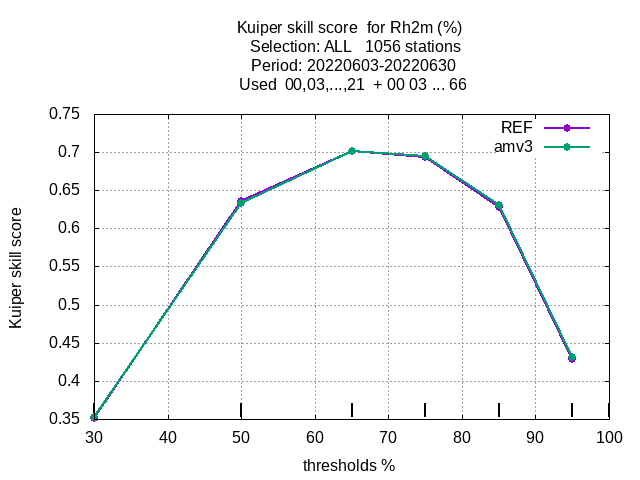 Kuiper skill score  for Rh2m (%)
Selection: ALL   1056 stations
Period: 20220603-20220630
Used  00,03,...,21  + 00 03 ... 66
REF
amv3
Kuiper skill score
0.75
0.7
0.65
0.6
0.55
0.5
0.45
0.4
0.35
30 40 50 60 70 80 90 100
thresholds %